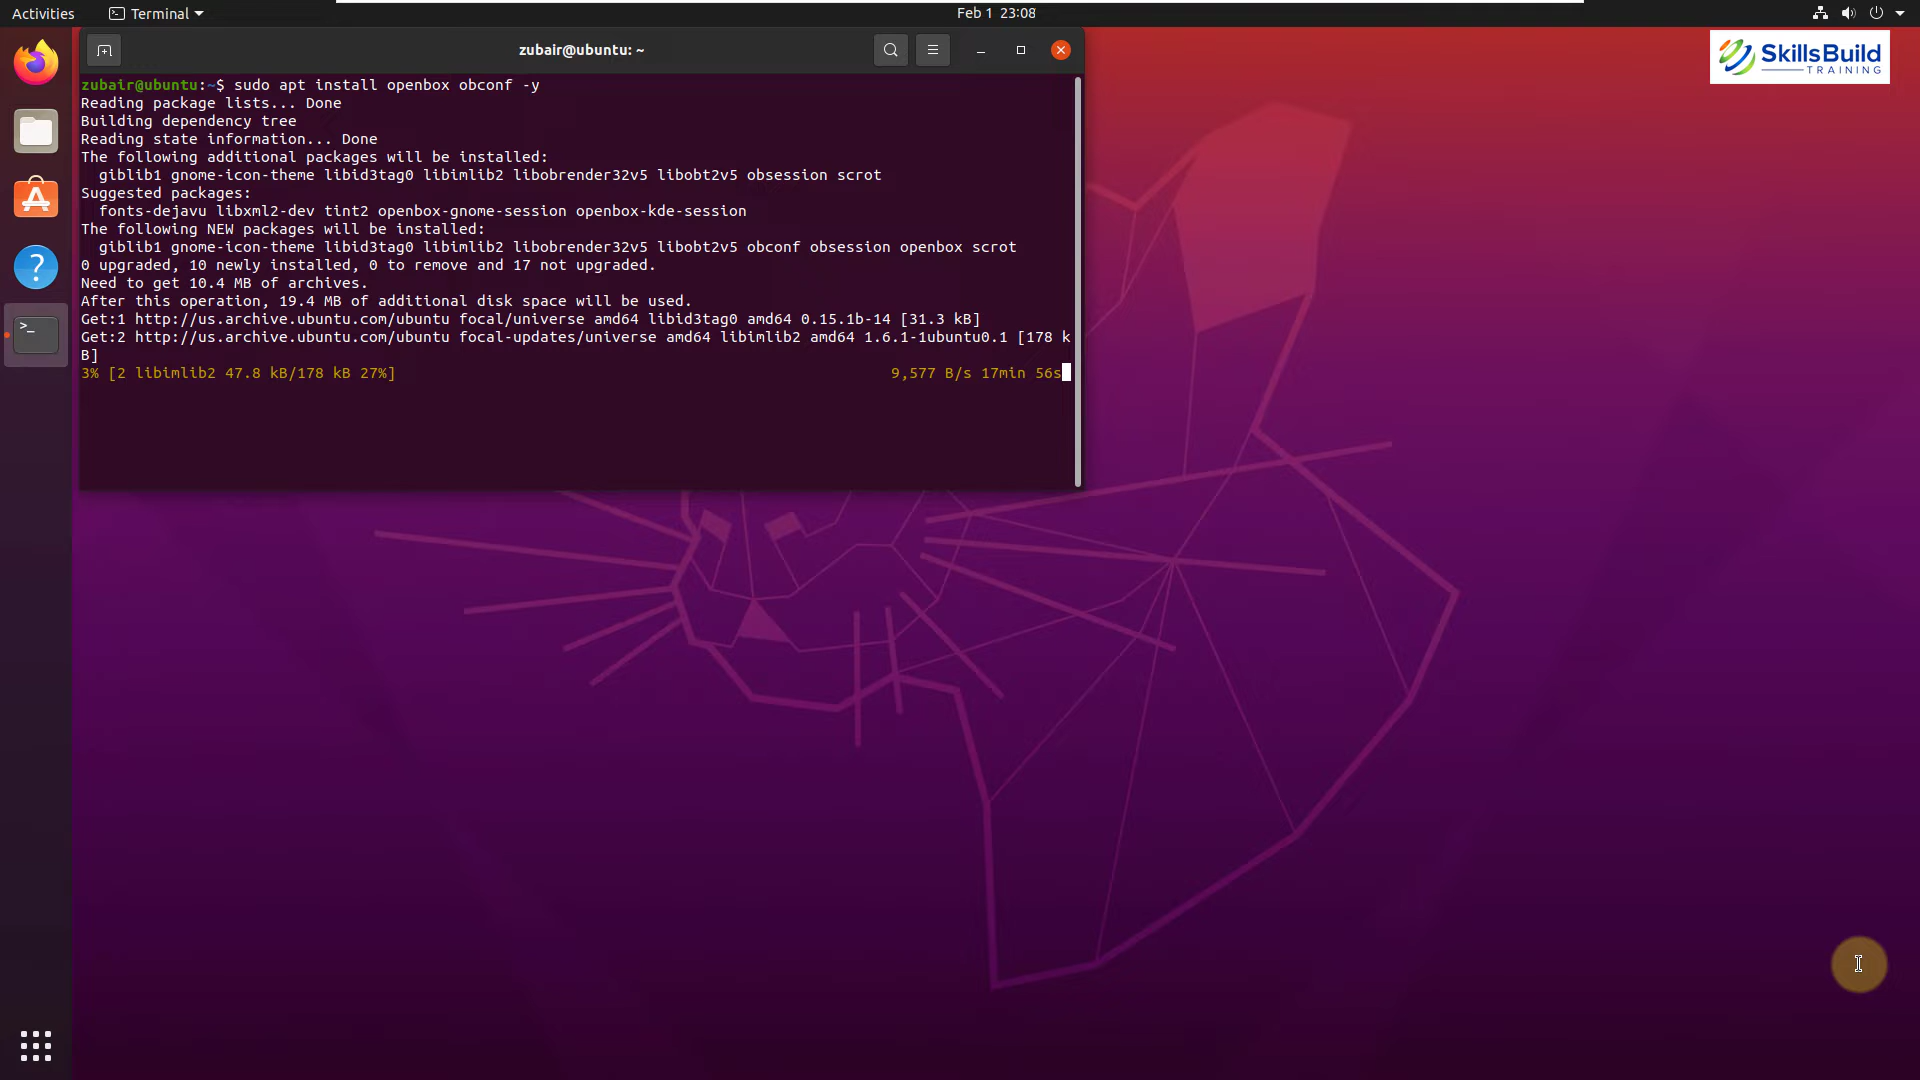 Activities
Terminal
Feb 1 23:08
zubair@ubuntu: ~
SkillsBuild
TRAINING
zubair@ubuntu:~$ sudo apt install openbox obconf -y
Reading package lists... Done
Building dependency tree
Reading state information... Done
The following additional packages will be installed:
giblib1 gnome-icon-theme libid3tag0 libimlib2 libobrender32v5 libobt2v5 obsession scrot
Suggested packages:
fonts-dejavu libxml2-dev tint2 openbox-gnome-session openbox-kde-session
The following NEW packages will be installed:
giblib1 gnome-icon-theme libid3tag0 libimlib2 libobrender32v5 libobt2v5 obconf obsession openbox scrot
0 upgraded, 10 newly installed, 0 to remove and 17 not upgraded.
Need to get 10.4 MB of archives.
After this operation, 19.4 MB of additional disk space will be used.
Get:1 http://us.archive.ubuntu.com/ubuntu focal/universe amd64 libid3tag0 amd64 0.15.1b-14 [31.3 kB]
Get:2 http://us.archive.ubuntu.com/ubuntu focal-updates/universe amd64 libimlib2 amd64 1.6.1-1ubuntu0.1 [178 k
B]
3% [2 libimlib2 47.8 kB/178 kB 27%] 9,577 B/s 17min 56s